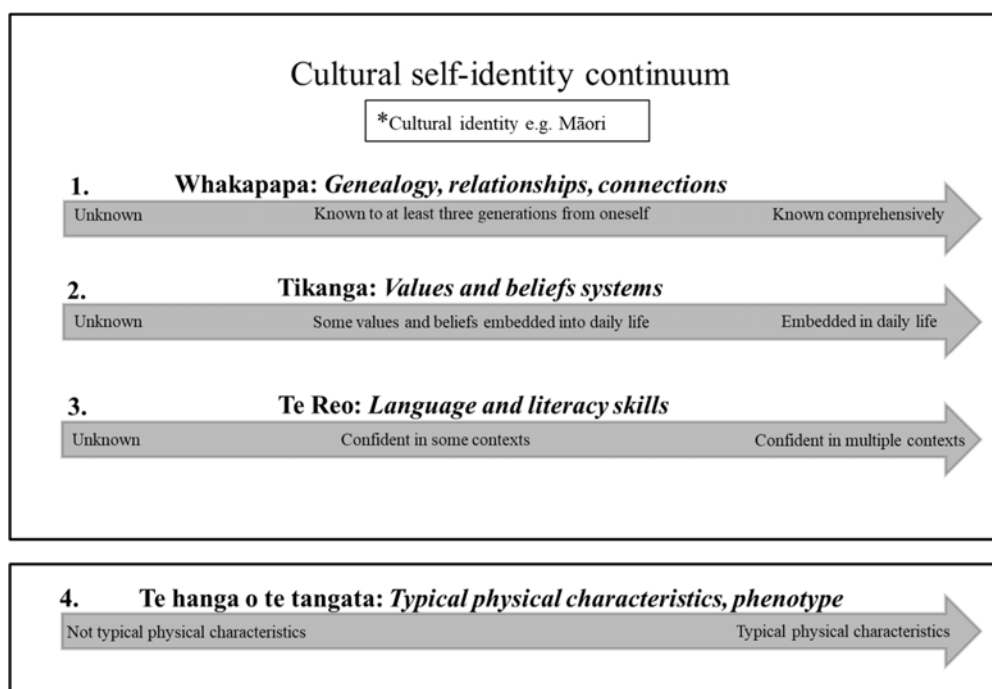 Cultural self-identity continuum
*Cultural identity e.g. Māori
1. Whakapapa: Genealogy, relationships, connections
Unknown Known to at least three generations from oneself Known comprehensively
2. Tikanga: Values and beliefs systems
Unknown Some values and beliefs embedded into daily life Embedded in daily life
3. Te Reo: Language and literacy skills
Unknown Confident in some contexts Confident in multiple contexts
4. Te hanga o te tangata: Typical physical characteristics, phenotype
Not typical physical characteristics Typical physical characteristics